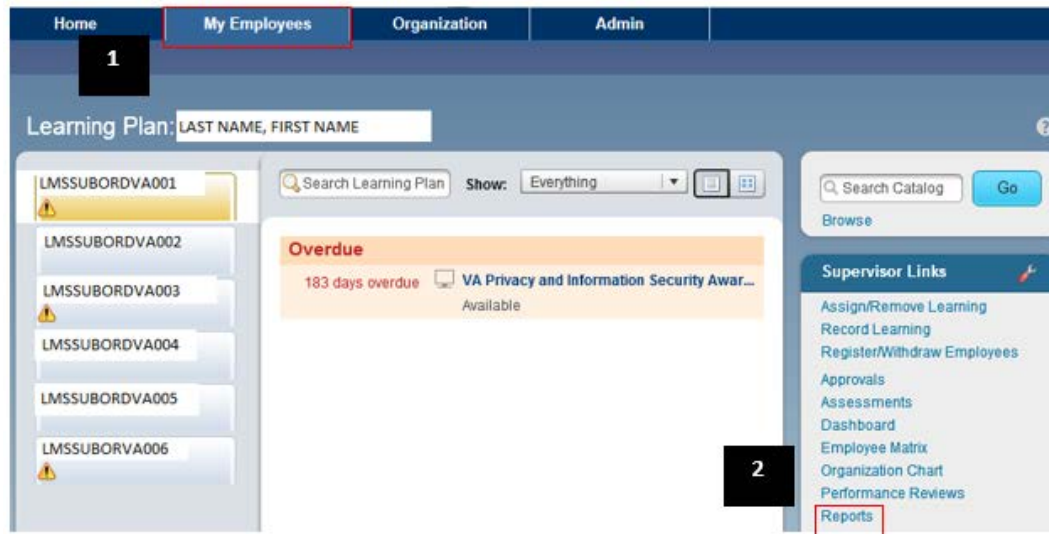 Home My Employees Organization Admin
1
Learning Plan: LAST NAME, FIRST NAME ?
LMSSUBORDVA001
LMSSUBORDVA002
LMSSUBORDVA003
LMSSUBORDVA004
LMSSUBORDVA005
LMSSUBORVA006
Search Learning Plan Show: Everything
Overdue
183 days overdue VA Privacy and Information Security Awar...
Available
Search Catalog Go
Browse
Supervisor Links
Assign/Remove Learning
Record Learning
Register/Withdraw Employees
Approvals
Assessments
Dashboard
Employee Matrix
2
Organization Chart
Performance Reviews
Reports